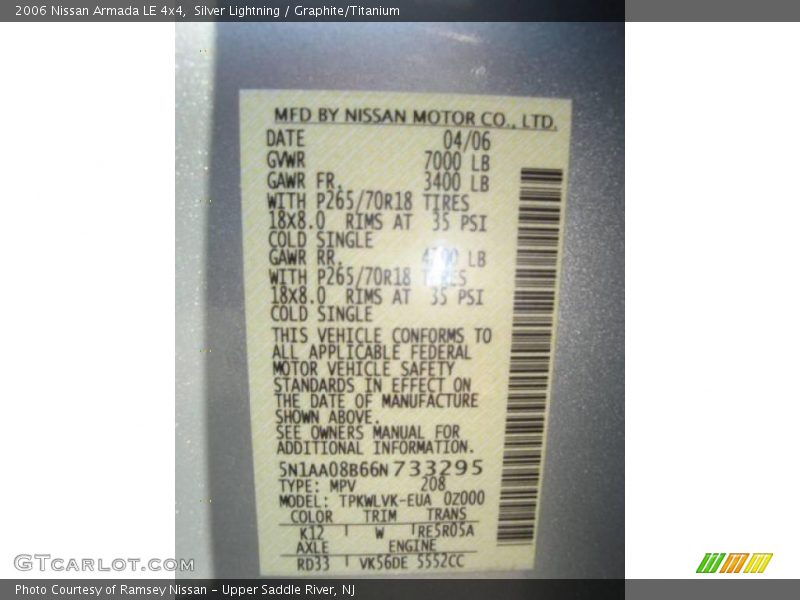 2006 Nissan Armada LE 4x4,  Silver Lightning / Graphite/Titanium
MFD BY NISSAN MOTOR CO., LTD.
DATE 04/06
GVWR 7000 LB
GAWR FR. 3400 LB
WITH P265/70R18 TIRES
18X8.0 RIMS AT 35 PSI
COLD SINGLE
GAWR RR. LB
WITH P265/70R18
18X8.0 RIMS AT 35 PSI
COLD SINGLE
THIS VEHICLE CONFORMS TO
ALL APPLICABLE FEDERAL
MOTOR VEHICLE SAFETY
STANDARDS IN EFFECT ON
THE DATE OF MANUFACTURE
SHOWN ABOVE.
SEE OWNERS MANUAL FOR
ADDITIONAL INFORMATION.
5N1AA08B66N733295
TYPE: MPV 208
MODEL: TPKWLVK-EUA 0Z000
COLOR TRIM TRANS
K12 W RE5R05A
AXLE ENGINE
RD33 VK56DE 5552CC
GTcarlot.com
Photo Courtesy of Ramsey Nissan - Upper Saddle River, NJ